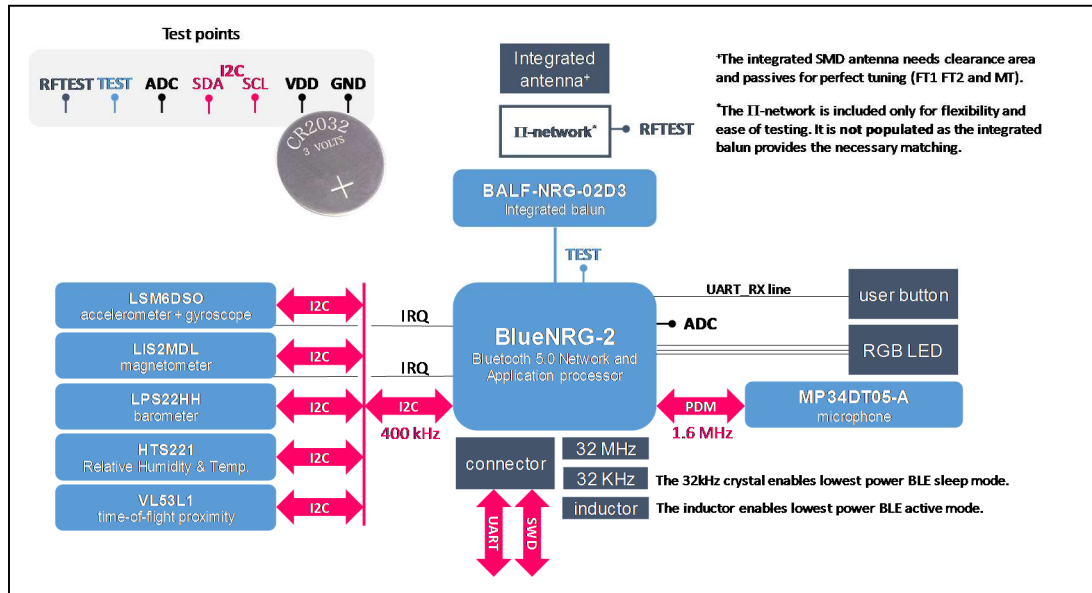 Test points
I2C
RFTEST TEST ADC SDA SCL VDD GND
CR2032
3 VOLTS
+
Integrated
antenna+
+The integrated SMD antenna needs clearance area
and passives for perfect tuning (FT1 FT2 and MT).
Π-network*
RFTEST
*The Π-network is included only for flexibility and
ease of testing. It is not populated as the integrated
balun provides the necessary matching.
BALF-NRG-02D3
Integrated balun
TEST
LSM6DSO
accelerometer + gyroscope
I2C
IRQ
LIS2MDL
magnetometer
I2C
IRQ
LPS22HH
barometer
I2C
I2C
400 kHz
HTS221
Relative Humidity & Temp.
I2C
VL53L1
time-of-flight proximity
I2C
BlueNRG-2
Bluetooth 5.0 Network and
Application processor
UART_RX line
user button
ADC
RGB LED
PDM
1.6 MHz
MP34DT05-A
microphone
connector
32 MHz
32 KHz
The 32kHz crystal enables lowest power BLE sleep mode.
inductor
The inductor enables lowest power BLE active mode.
UART
SWD